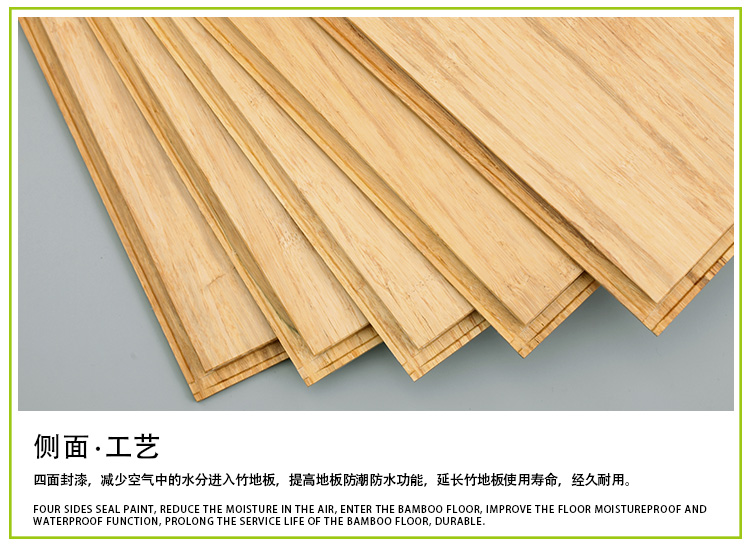 侧面·工艺
四面封漆，减少空气中的水分进入竹地板，提高地板防潮防水功能，延长竹地板使用寿命，经久耐用。
FOUR SIDES SEAL PAINT, REDUCE THE MOISTURE IN THE AIR, ENTER THE BAMBOO FLOOR, IMPROVE THE FLOOR MOISTUREPROOF AND
WATERPROOF FUNCTION, PROLONG THE SERVICE LIFE OF THE BAMBOO FLOOR, DURABLE.